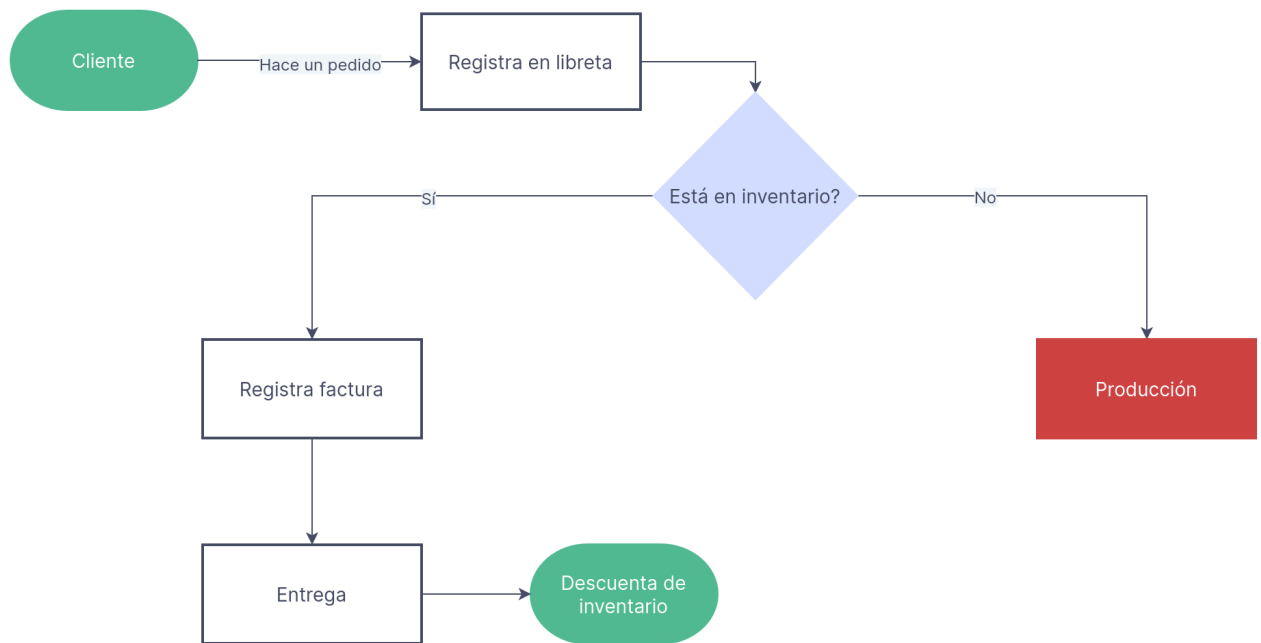 Cliente
Hace un pedido
Registra en libreta
Está en inventario?
Sí
No
Registra factura
Producción
Entrega
Descuenta de
inventario